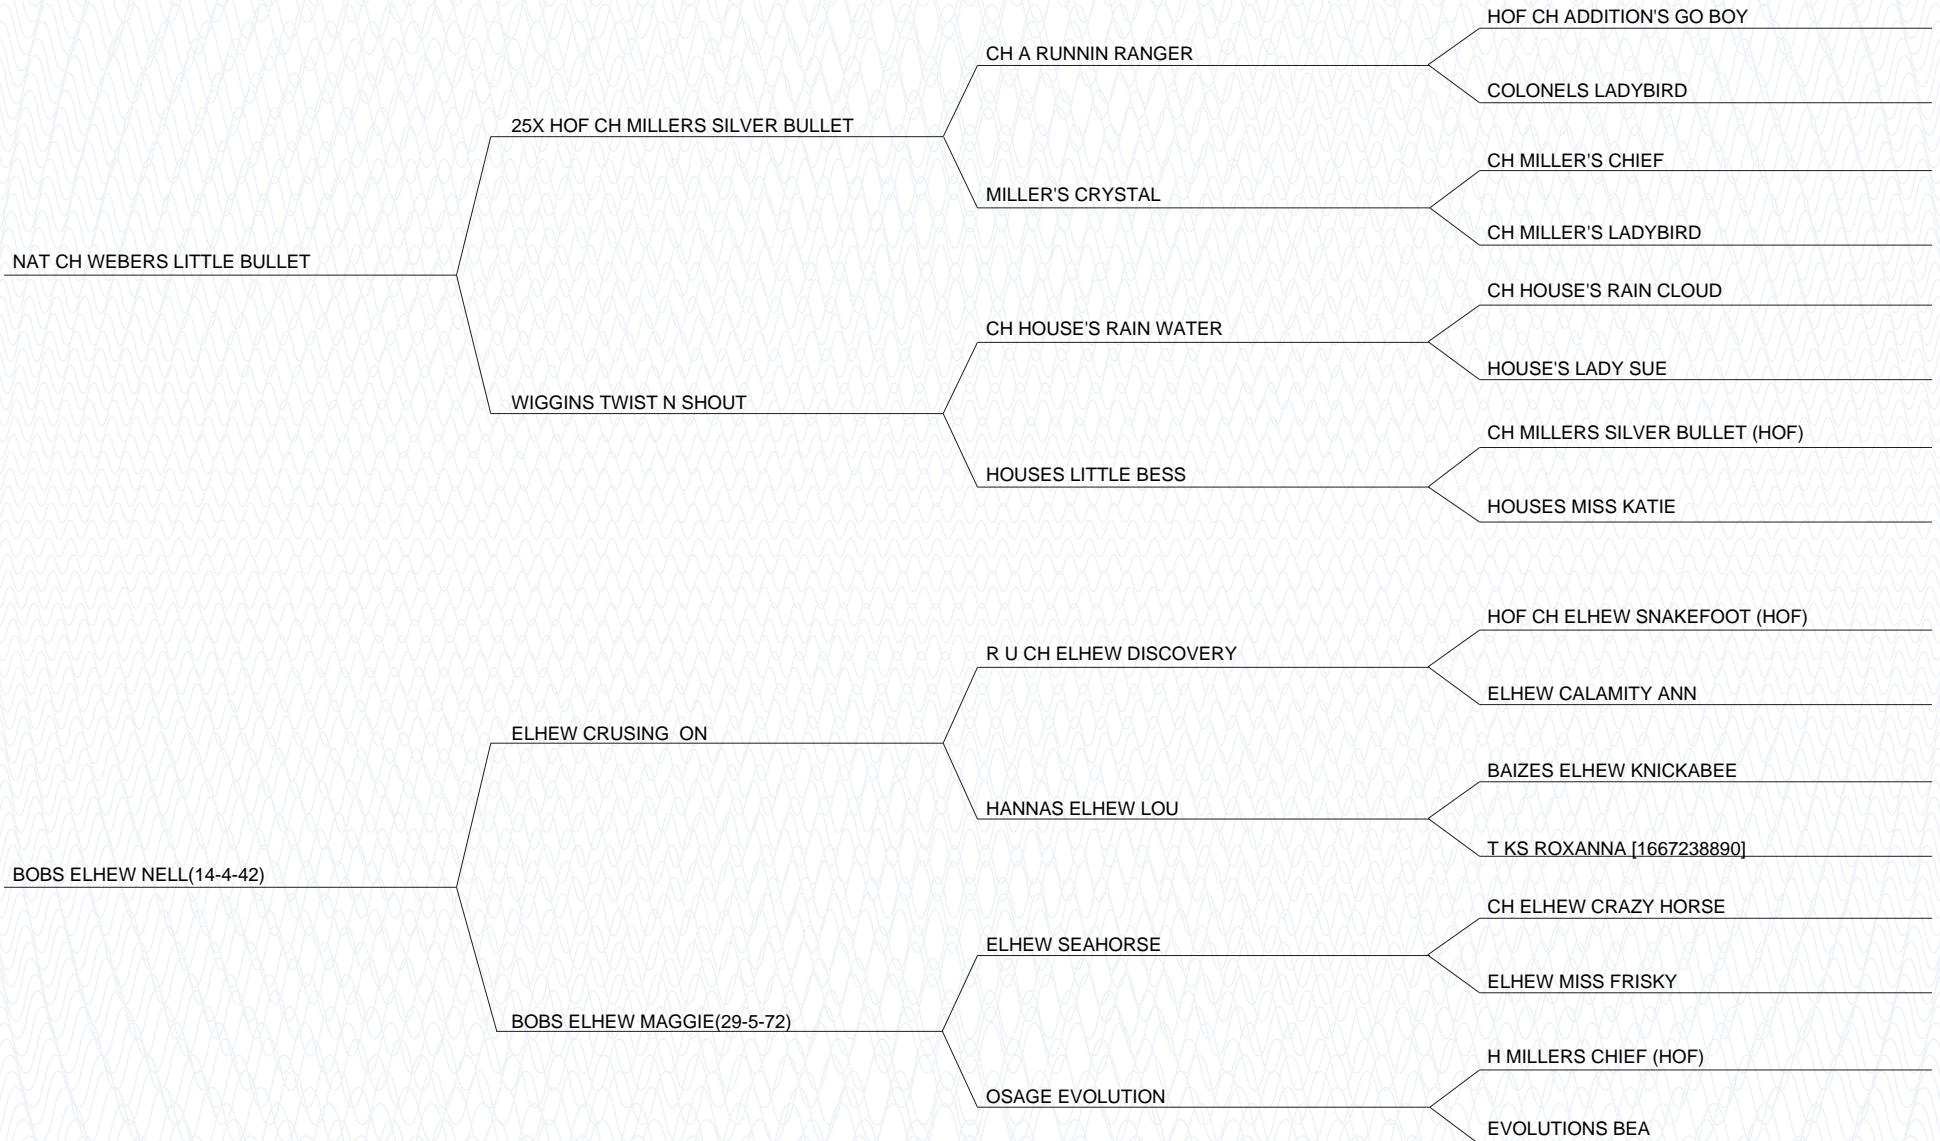 HOF CH ADDITION'S GO BOY
CH A RUNNIN RANGER
COLONELS LADYBIRD
25X HOF CH MILLERS SILVER BULLET
CH MILLER'S CHIEF
MILLER'S CRYSTAL
CH MILLER'S LADYBIRD
NAT CH WEBERS LITTLE BULLET
CH HOUSE'S RAIN CLOUD
CH HOUSE'S RAIN WATER
HOUSE'S LADY SUE
WIGGINS TWIST N SHOUT
CH MILLERS SILVER BULLET (HOF)
HOUSES LITTLE BESS
HOUSES MISS KATIE
HOF CH ELHEW SNAKEFOOT (HOF)
R U CH ELHEW DISCOVERY
ELHEW CALAMITY ANN
ELHEW CRUSING  ON
BAIZES ELHEW KNICKABEE
HANNAS ELHEW LOU
T KS ROXANNA [1667238890]
BOBS ELHEW NELL(14-4-42)
CH ELHEW CRAZY HORSE
ELHEW SEAHORSE
ELHEW MISS FRISKY
BOBS ELHEW MAGGIE(29-5-72)
H MILLERS CHIEF (HOF)
OSAGE EVOLUTION
EVOLUTIONS BEA